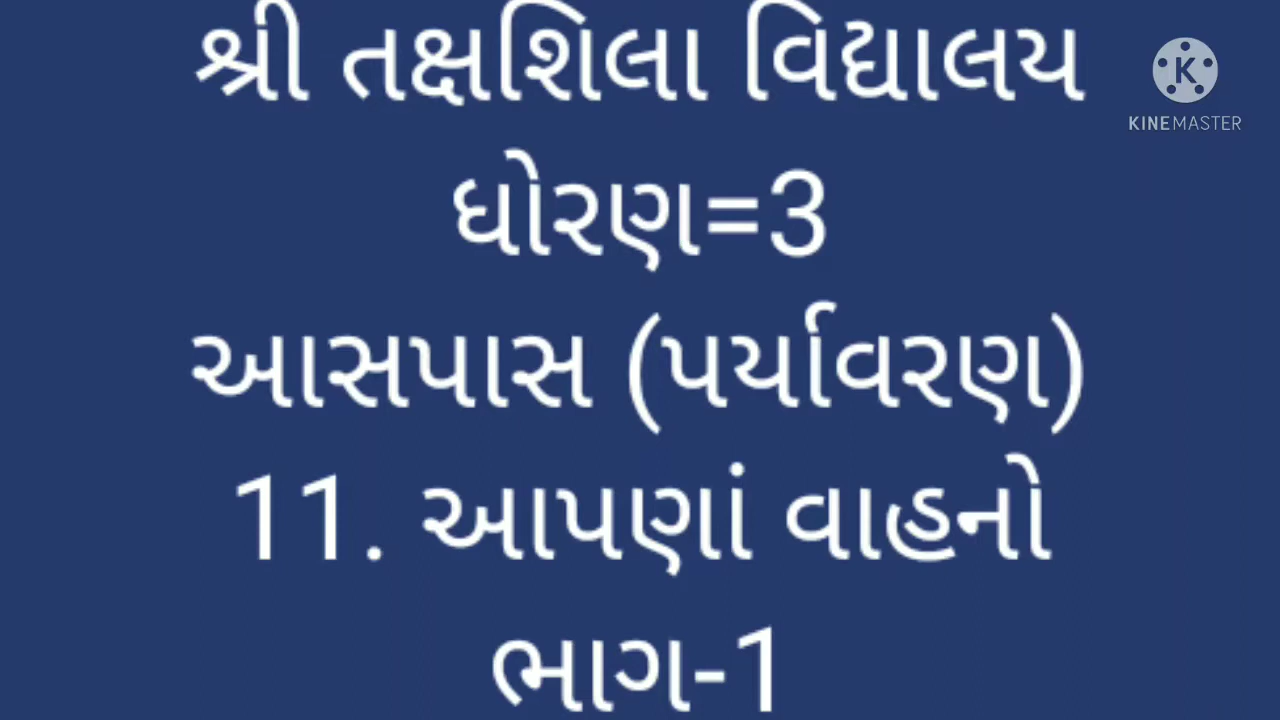 શ્રી તક્ષશિલા વિદ્યાલય
KINEMASTER
ધોરણ=3
આસપાસ (પર્યાવરણ)
11. આપણાં વાહનો
ભાગ-1